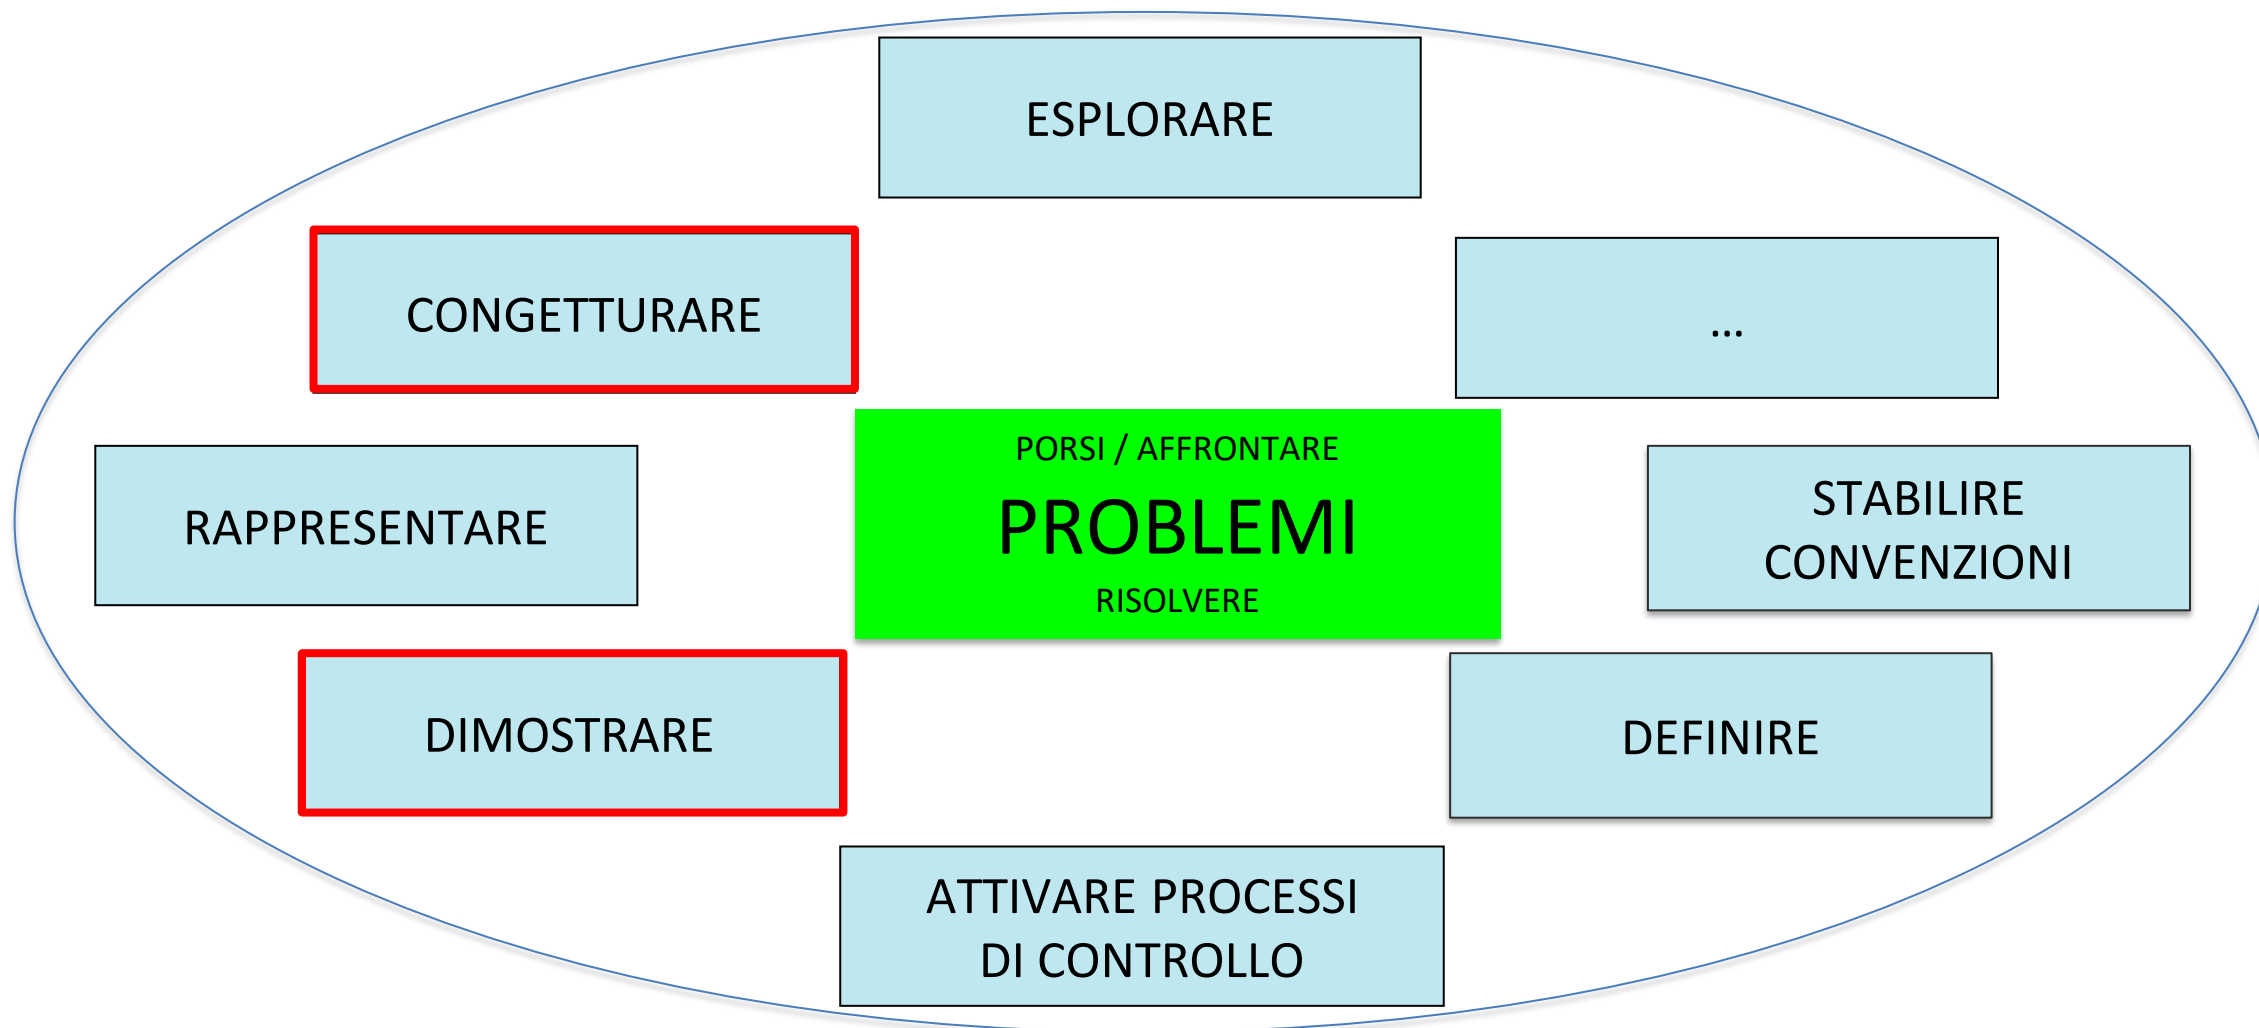 ESPLORARE
CONGETTURARE
…
PORSI / AFFRONTARE
PROBLEMI
RISOLVERE
RAPPRESENTARE
STABILIRE
CONVENZIONI
DIMOSTRARE
DEFINIRE
ATTIVARE PROCESSI
DI CONTROLLO